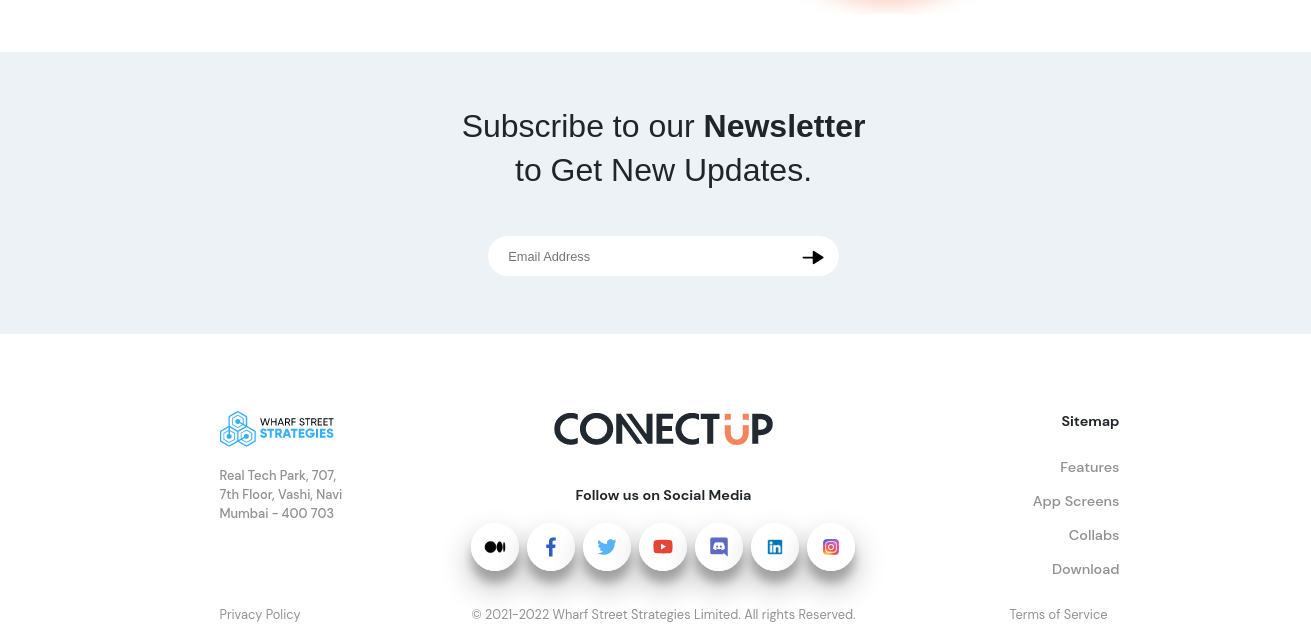 Subscribe to our Newsletter
to Get New Updates.
Email Address
WHARF STREET
STRATEGIES
Real Tech Park, 707,
7th Floor, Vashi, Navi
Mumbai - 400 703
CONNECTUP
Follow us on Social Media
Sitemap
Features
App Screens
Collabs
Download
Privacy Policy
© 2021-2022 Wharf Street Strategies Limited. All rights Reserved.
Terms of Service